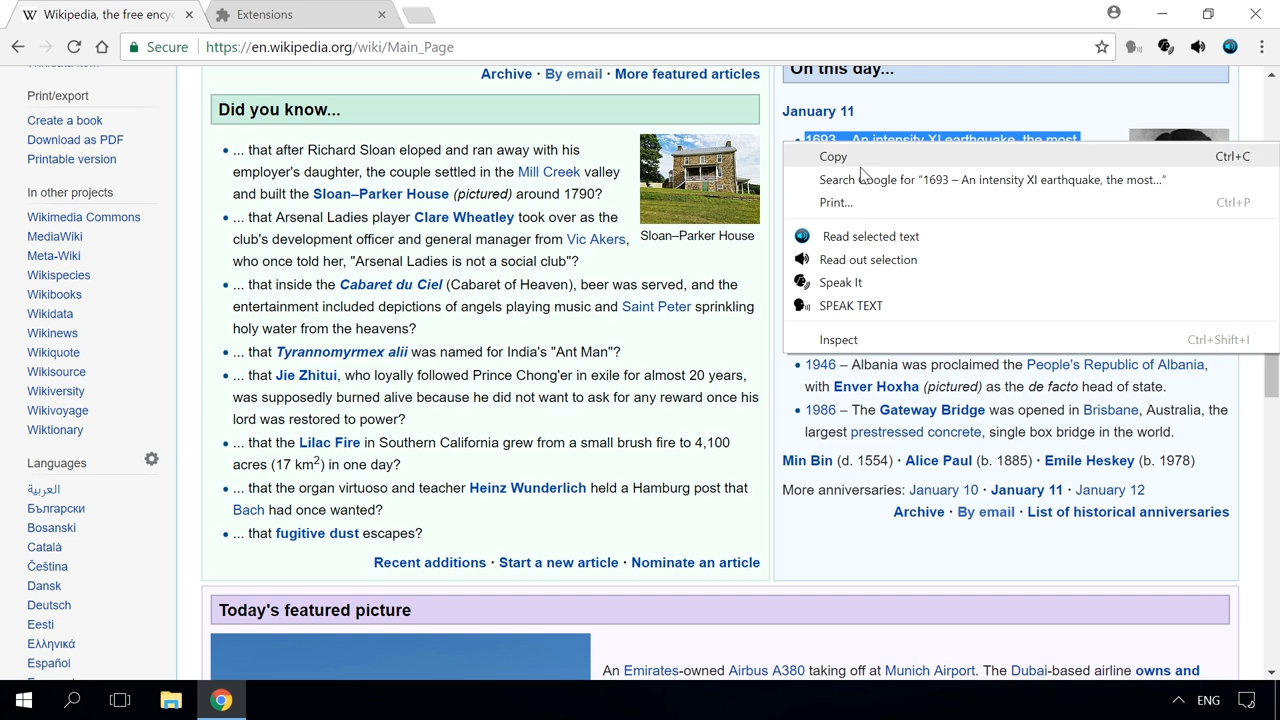 Wikipedia, the free ency
Extensions
Secure
https://en.wikipedia.org/wiki/Main_Page
Print/export
Create a book
Download as PDF
Printable version
In other projects
Wikimedia Commons
MediaWiki
Meta-Wiki
Wikispecies
Wikibooks
Wikidata
Wikinews
Wikiquote
Wikisource
Wikiversity
Wikivoyage
Wiktionary
Languages
العربية
Български
Bosanski
Català
Čeština
Dansk
Deutsch
Eesti
Ελληνικά
Español
Archive · By email · More featured articles
Did you know...
... that after Richard Sloan eloped and ran away with his
employer's daughter, the couple settled in the Mill Creek valley
and built the Sloan–Parker House (pictured) around 1790?
Sloan–Parker House
... that Arsenal Ladies player Clare Wheatley took over as the
club's development officer and general manager from Vic Akers,
who once told her, "Arsenal Ladies is not a social club"?
... that inside the Cabaret du Ciel (Cabaret of Heaven), beer was served, and the
entertainment included depictions of angels playing music and Saint Peter sprinkling
holy water from the heavens?
... that Tyrannomyrmex alii was named for India's "Ant Man"?
... that Jie Zhitui, who loyally followed Prince Chong'er in exile for almost 20 years,
was supposedly burned alive because he did not want to ask for any reward once his
lord was restored to power?
... that the Lilac Fire in Southern California grew from a small brush fire to 4,100
acres (17 km²) in one day?
... that the organ virtuoso and teacher Heinz Wunderlich held a Hamburg post that
Bach had once wanted?
... that fugitive dust escapes?
Recent additions · Start a new article · Nominate an article
On this day...
January 11
1693 – An intensity XI earthquake, the most
Copy Ctrl+C
Search Google for “1693 – An intensity XI earthquake, the most...”
Print... Ctrl+P
Read selected text
Read out selection
Speak It
SPEAK TEXT
Inspect Ctrl+Shift+I
1946 – Albania was proclaimed the People's Republic of Albania,
with Enver Hoxha (pictured) as the de facto head of state.
1986 – The Gateway Bridge was opened in Brisbane, Australia, the
largest prestressed concrete, single box bridge in the world.
Min Bin (d. 1554) · Alice Paul (b. 1885) · Emile Heskey (b. 1978)
More anniversaries: January 10 · January 11 · January 12
Archive · By email · List of historical anniversaries
Today's featured picture
An Emirates-owned Airbus A380 taking off at Munich Airport. The Dubai-based airline owns and
ENG